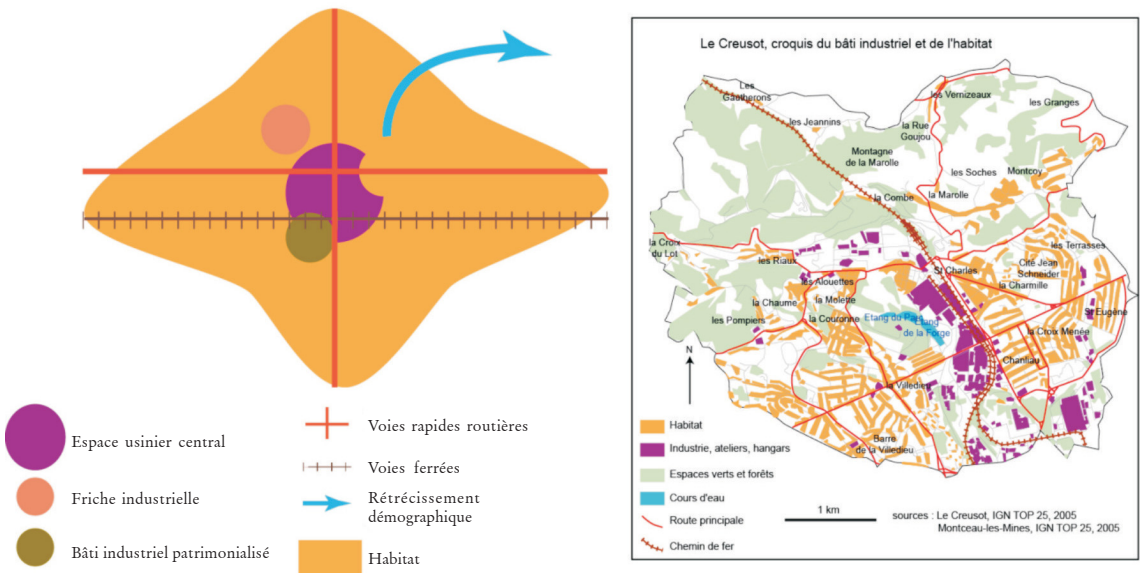 Espace usinier central
Friche industrielle
Bâti industriel patrimonialisé
Voies rapides routières
Voies ferrées
Rétrécissement
démographique
Habitat
Le Creusot, croquis du bâti industriel et de l'habitat
Les
Gaetherons
les Vernizeaux
les Granges
les Jeannins
la Rue
Goujou
Montagne
de la Marolle
les Soches
Montcoy
la Combe
la Marolle
la Croix
du Lot
les Riaux
les Terrasses
St Charles
Cité Jean
Schneider
la Charmille
les Alouettes
la Molette
la Chaume
la Couronne
les Pompiers
Etang du Parc
Etang
de la Forge
St Eugène
la Croix Menée
Chanliau
la Villedieu
Barre
de la Villedieu
N
Habitat
Industrie, ateliers, hangars
Espaces verts et forêts
Cours d'eau
Route principale
Chemin de fer
1 km
sources : Le Creusot, IGN TOP 25, 2005
Montceau-les-Mines, IGN TOP 25, 2005